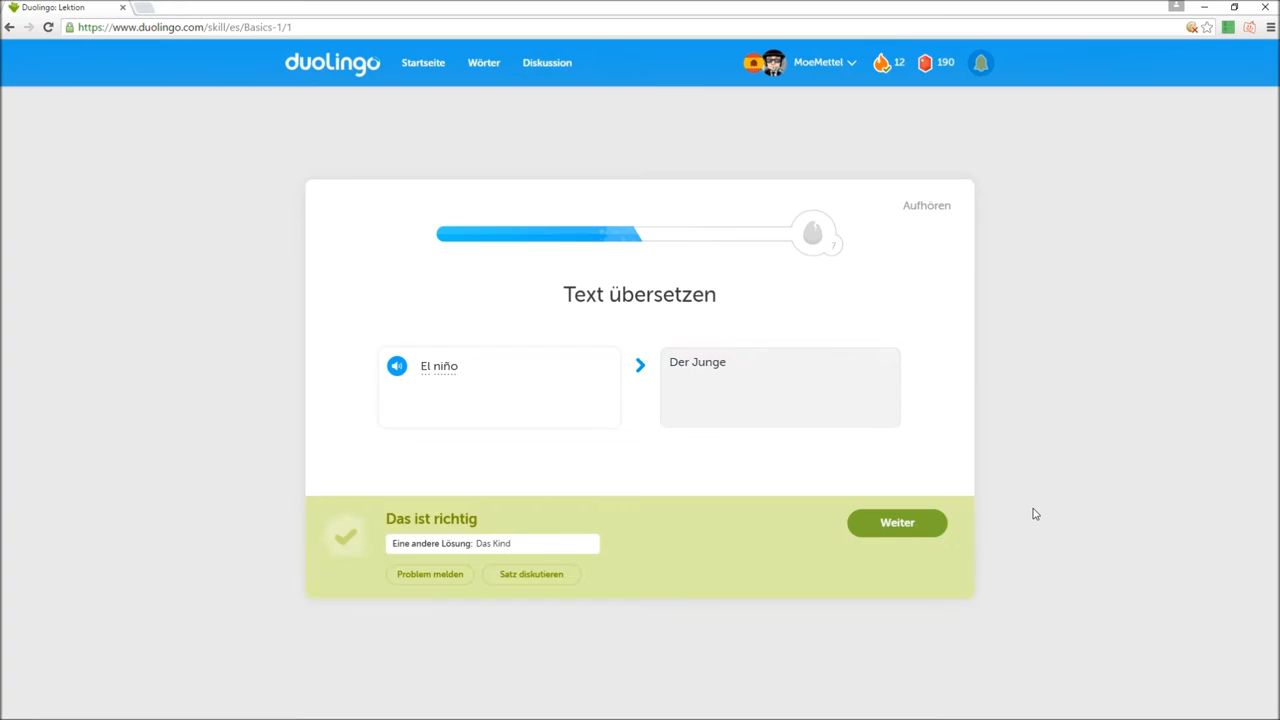 Duolingo: Lektion
https://www.duolingo.com/skill/es/Basics-1/1
duolingo Startseite Wörter Diskussion MoeMettel 12 190
Aufhören
7
Text übersetzen
El niño Der Junge
Das ist richtig
Eine andere Lösung: Das Kind
Weiter
Problem melden Satz diskutieren